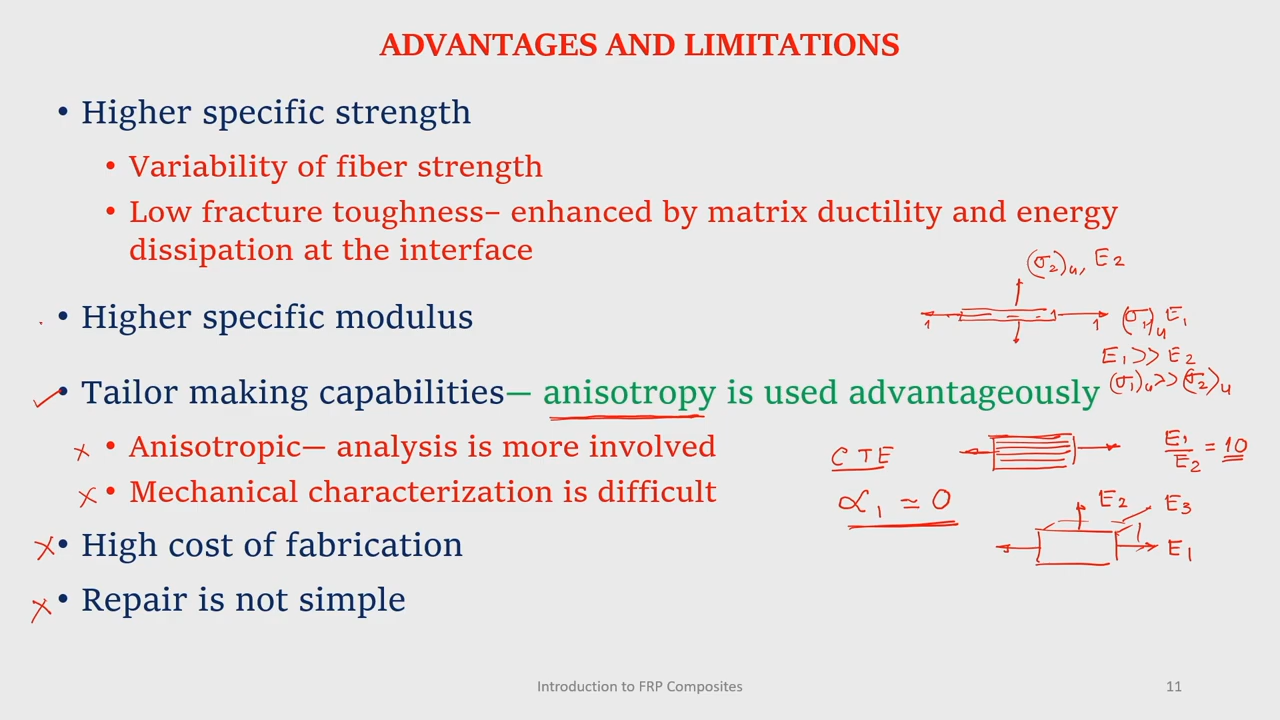 ADVANTAGES AND LIMITATIONS
• Higher specific strength
• Variability of fiber strength
• Low fracture toughness– enhanced by matrix ductility and energy
dissipation at the interface
(σ2)u, E2
• Higher specific modulus
1 1 1 (σ1)u E1
E1 >> E2
• Tailor making capabilities— anisotropy is used advantageously
(σ1)u >> (σ2)u
• Anisotropic— analysis is more involved
CTE
E1/E2 = 10
• Mechanical characterization is difficult
α1 ≃ 0
E2 E3
• High cost of fabrication
E1
• Repair is not simple
Introduction to FRP Composites 11